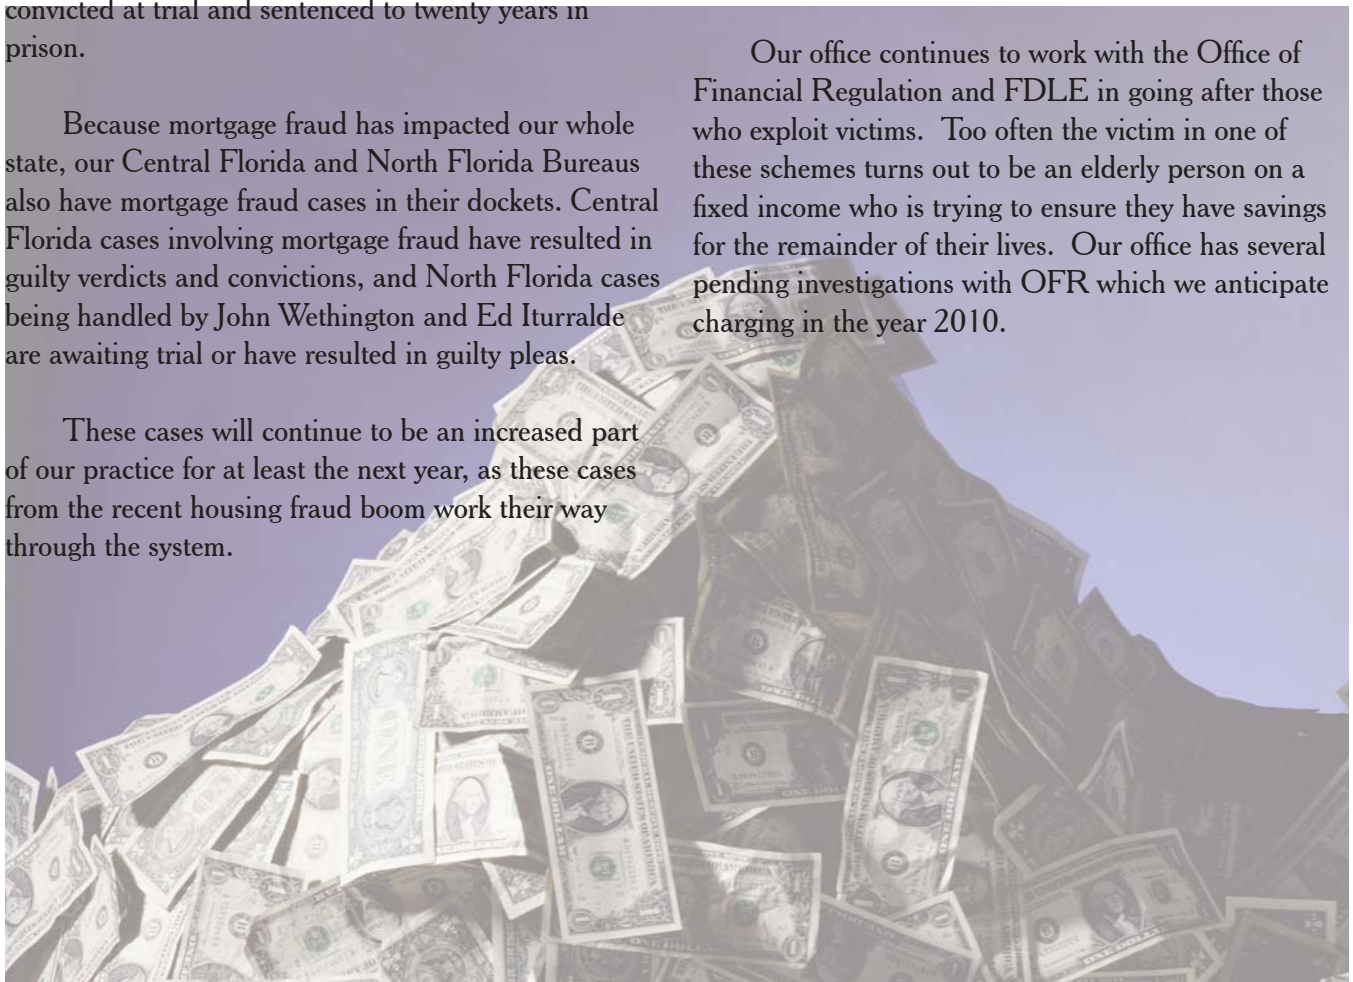 convicted at trial and sentenced to twenty years in
prison.
Because mortgage fraud has impacted our whole
state, our Central Florida and North Florida Bureaus
also have mortgage fraud cases in their dockets. Central
Florida cases involving mortgage fraud have resulted in
guilty verdicts and convictions, and North Florida cases
being handled by John Wethington and Ed Iturralde
are awaiting trial or have resulted in guilty pleas.
These cases will continue to be an increased part
of our practice for at least the next year, as these cases
from the recent housing fraud boom work their way
through the system.
Our office continues to work with the Office of
Financial Regulation and FDLE in going after those
who exploit victims.  Too often the victim in one of
these schemes turns out to be an elderly person on a
fixed income who is trying to ensure they have savings
for the remainder of their lives.  Our office has several
pending investigations with OFR which we anticipate
charging in the year 2010.